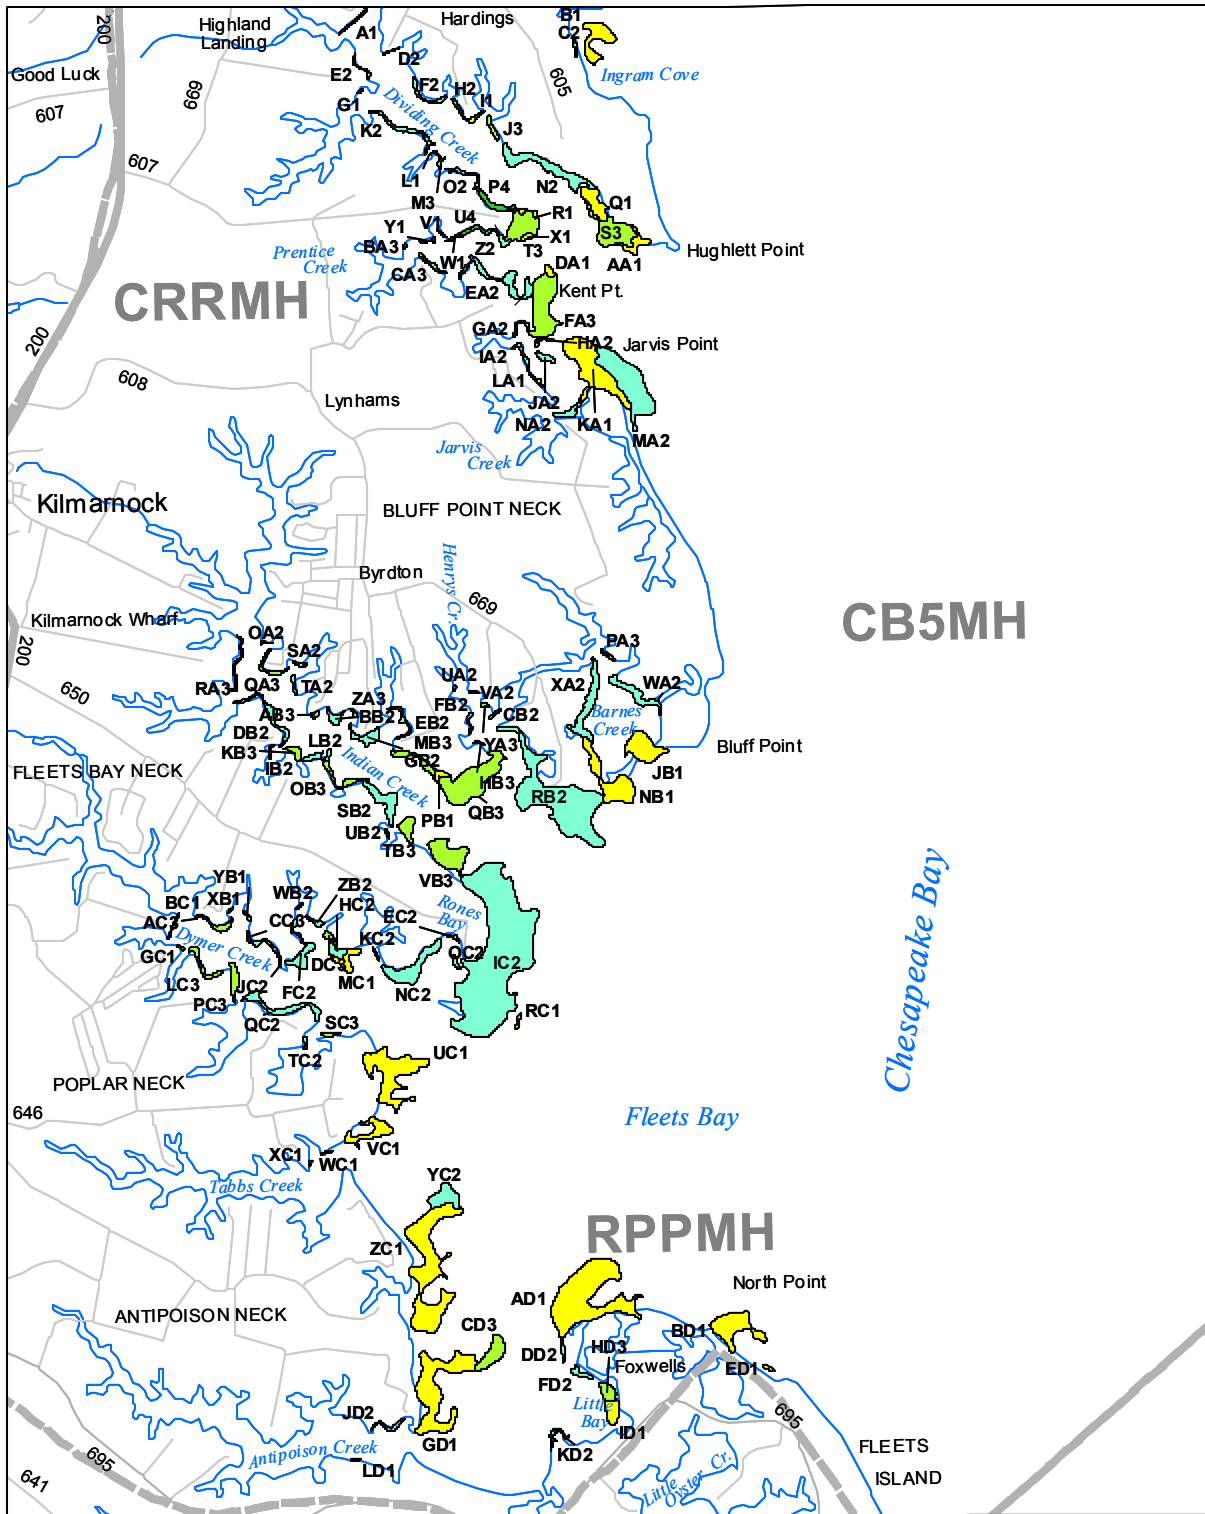 B1
Hardings
C2
Highland
Landing
A1
200
D2
Good Luck
E2
F2
H2
Ingram Cove
605
669
607
G1
I1
K2
Dividing Creek
J3
607
L1
O2
P4
N2
M3
Q1
R1
U4
V1
Y1
S3
X1
BA3
Z2
T3
Hughlett Point
Prentice
Creek
W1
DA1
AA1
CA3
EA2
Kent Pt.
CRRMH
FA3
GA2
200
HA2
Jarvis Point
IA2
LA1
608
JA2
Lynhams
NA2
KA1
MA2
Jarvis
Creek
Kilmarnock
BLUFF POINT NECK
Henrys Cr.
Byrdton
669
Kilmarnock Wharf
CB5MH
OA2
PA3
200
SA2
UA2
XA2
WA2
RA3
QA3
TA2
650
ZA3
VA2
FB2
AB3
BB2
EB2
CB2
Barnes
Creek
DB2
LB2
MB3
YA3
Bluff Point
KB3
GB2
IB2
Indian Creek
FLEETS BAY NECK
JB1
OB3
HB3
NB1
RB2
SB2
QB3
PB1
UB2
TB3
VB3
YB1
WB2
ZB2
XB1
HC2
BC1
Rones
Bay
EC2
AC3
CC3
Dymer Creek
KC2
GC1
OC2
IC2
DC3
LC3
MC1
JC2
FC2
NC2
PC3
RC1
QC2
SC3
UC1
TC2
POPLAR NECK
Chesapeake Bay
646
Fleets Bay
VC1
XC1
WC1
Tabbs Creek
YC2
RPPMH
ZC1
North Point
AD1
ANTIPOISON NECK
CD3
BD1
HD3
DD2
Foxwells
ED1
FD2
Little
Bay
JD2
695
ID1
GD1
Antipoison Creek
KD2
FLEETS
ISLAND
695
LD1
641
Little
Oyster Cr.